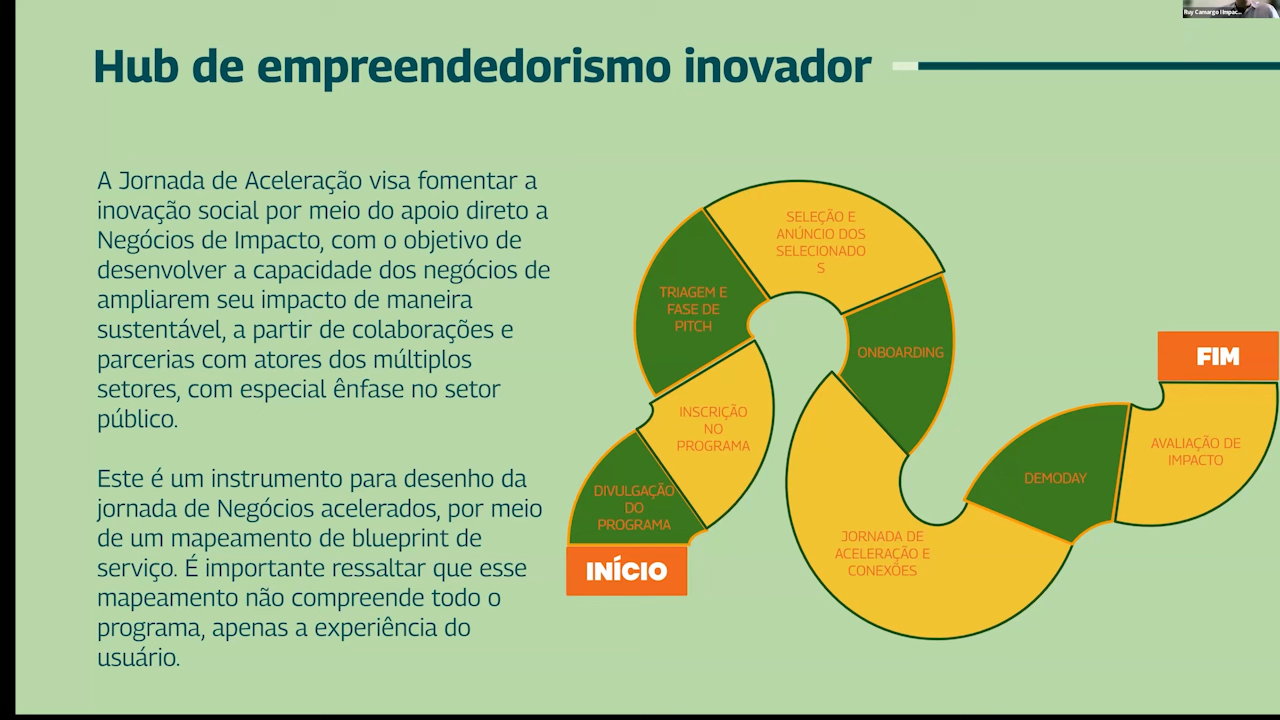 Ruy Camargo | Impac...
Hub de empreendedorismo inovador
A Jornada de Aceleração visa fomentar a
inovação social por meio do apoio direto a
Negócios de Impacto, com o objetivo de
desenvolver a capacidade dos negócios de
ampliarem seu impacto de maneira
sustentável, a partir de colaborações e
parcerias com atores dos múltiplos
setores, com especial ênfase no setor
público.
Este é um instrumento para desenho da
jornada de Negócios acelerados, por meio
de um mapeamento de blueprint de
serviço. É importante ressaltar que esse
mapeamento não compreende todo o
programa, apenas a experiência do
usuário.
INÍCIO
DIVULGAÇÃO
DO
PROGRAMA
INSCRIÇÃO
NO
PROGRAMA
TRIAGEM E
FASE DE
PITCH
SELEÇÃO E
ANÚNCIO DOS
SELECIONADO
S
ONBOARDING
JORNADA DE
ACELERAÇÃO E
CONEXÕES
DEMODAY
AVALIAÇÃO DE
IMPACTO
FIM